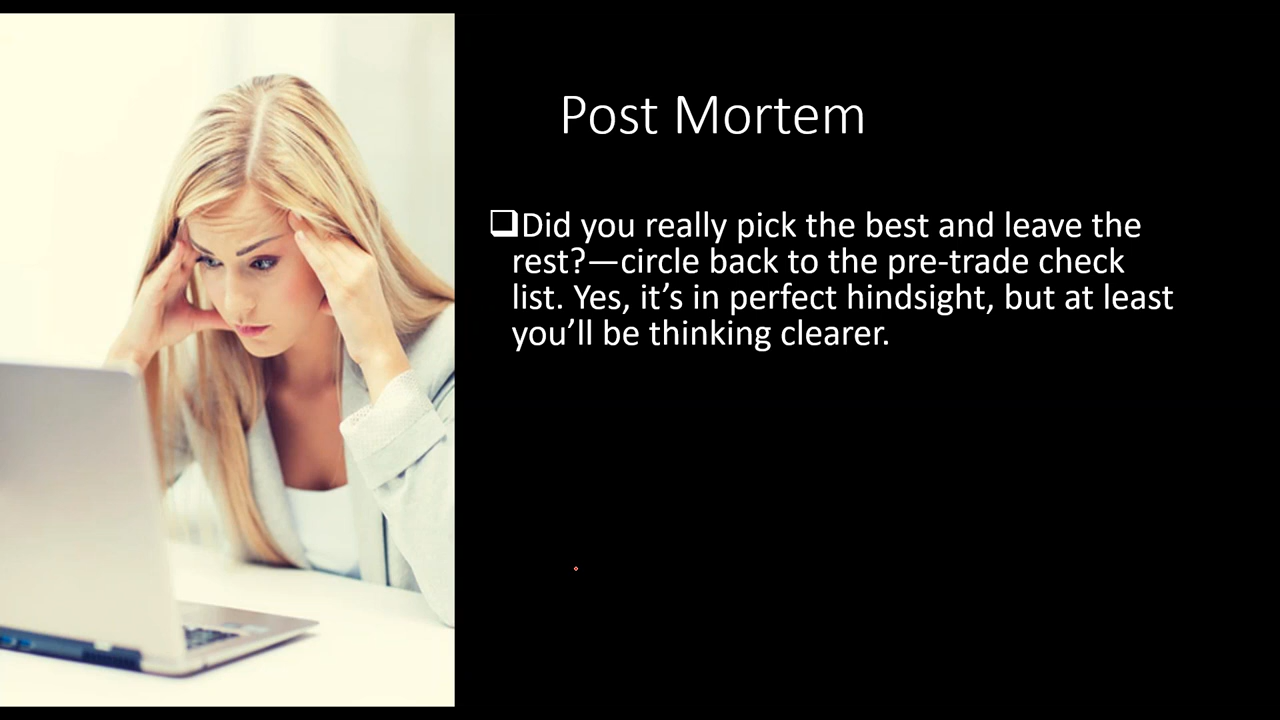 Post Mortem
Did you really pick the best and leave the
rest?—circle back to the pre-trade check
list. Yes, it’s in perfect hindsight, but at least
you’ll be thinking clearer.